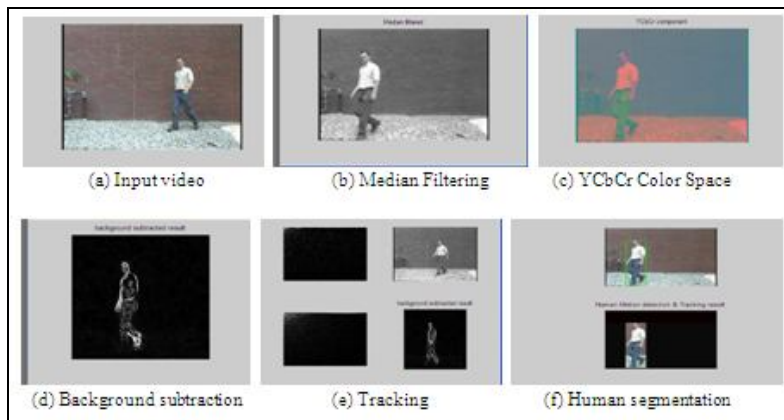 Median filtered
YCbCr component
(a) Input video
(b) Median Filtering
(c) YCbCr Color Space
background subtracted result
background subtracted result
Human Motion detection & Tracking result
(d) Background subtraction
(e) Tracking
(f) Human segmentation